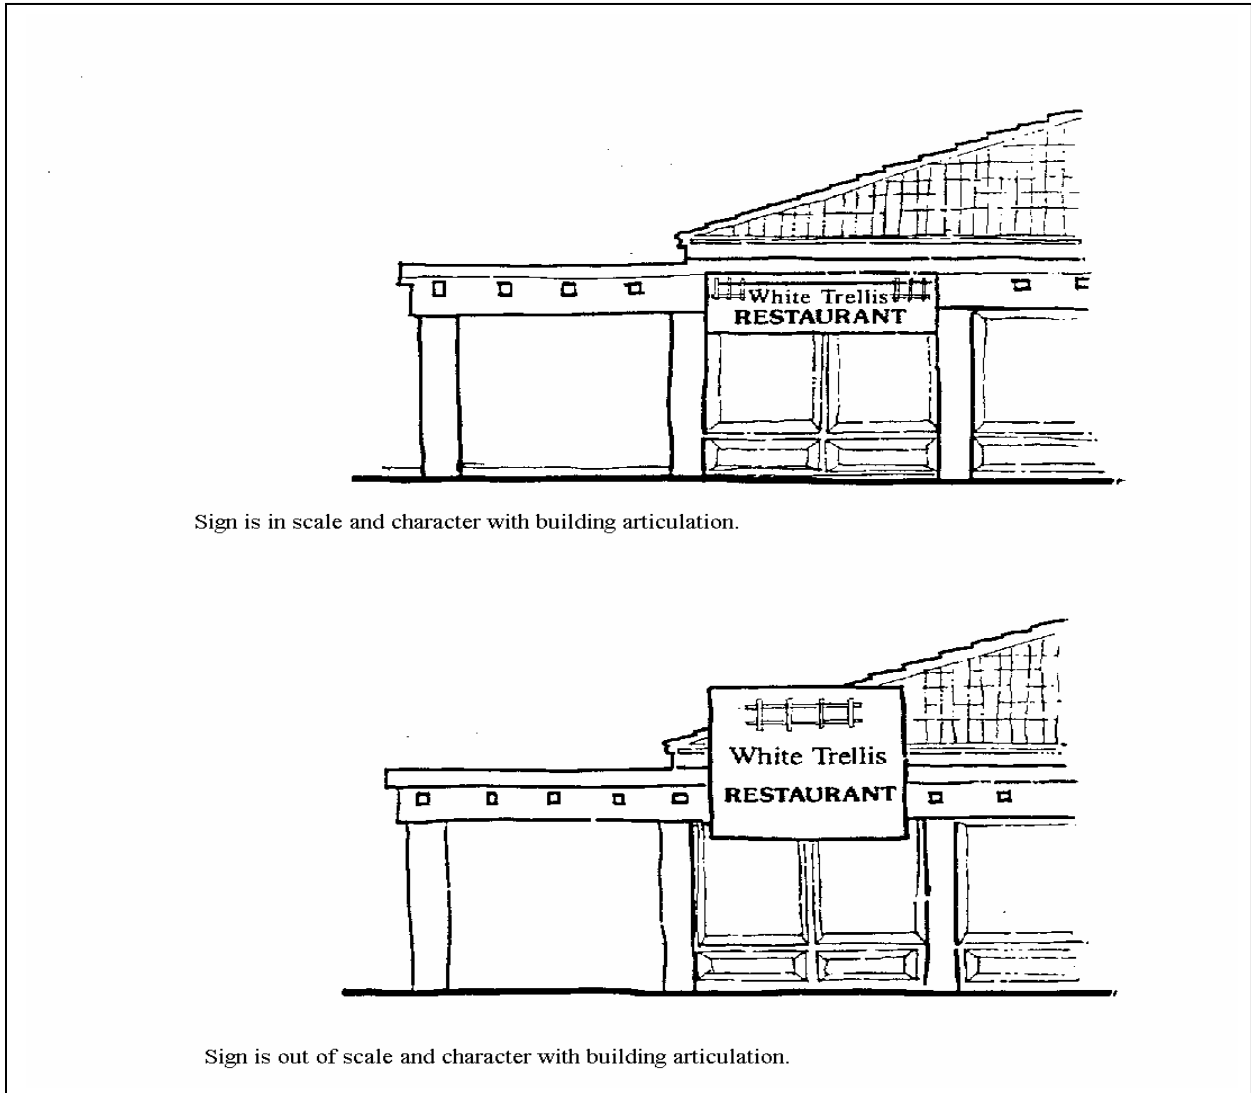 White Trellis
RESTAURANT
Sign is in scale and character with building articulation.
White Trellis
RESTAURANT
Sign is out of scale and character with building articulation.